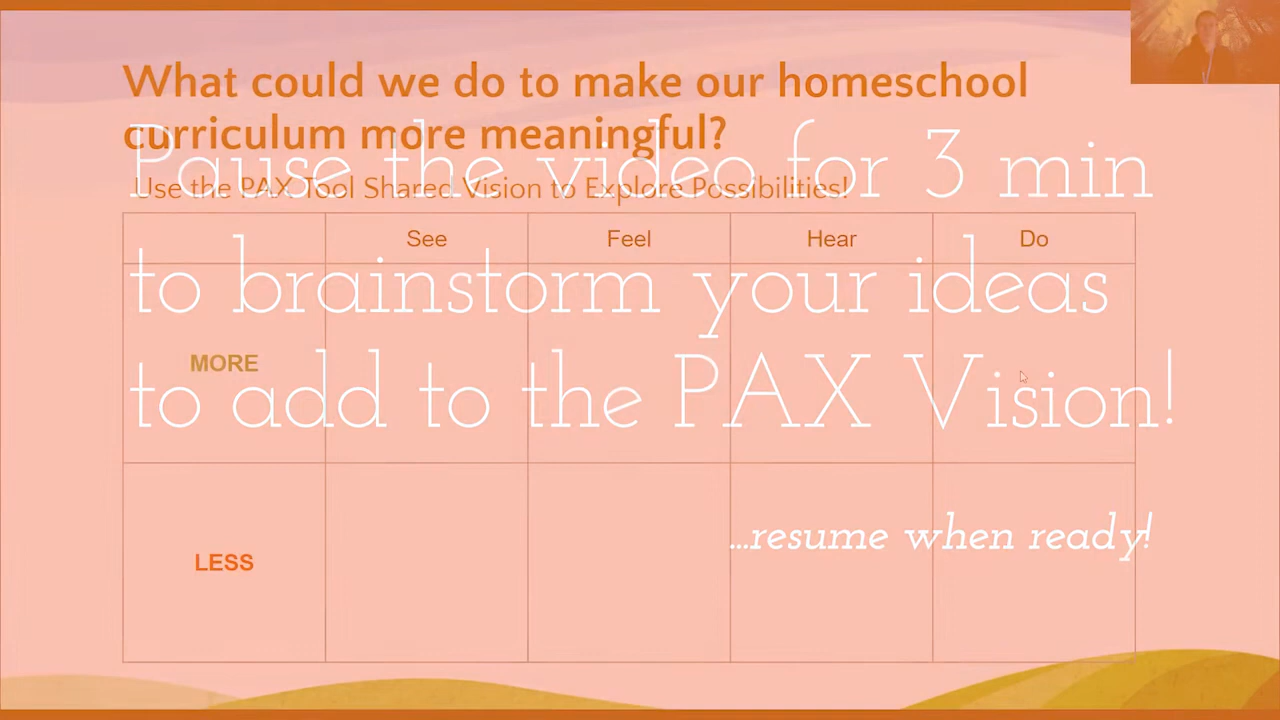 What could we do to make our homeschool
curriculum more meaningful?
Pause the video for 3 min
Use the PAX Tool Shared Vision to Explore Possibilities!
See Feel Hear Do
to brainstorm your ideas
MORE
to add to the PAX Vision!
...resume when ready!
LESS